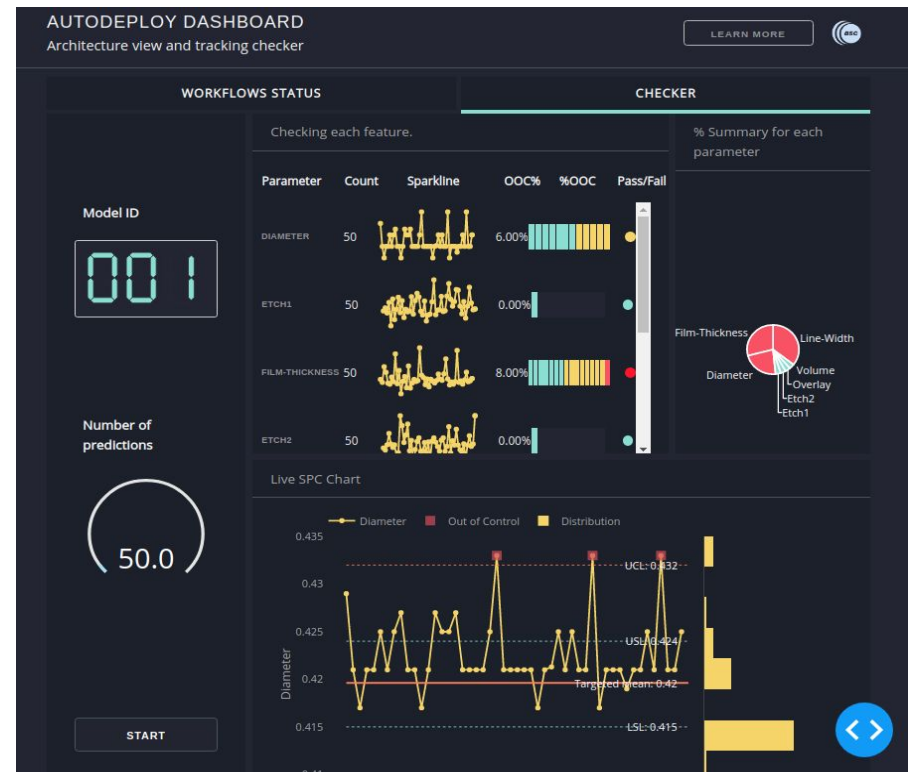 AUTODEPLOY DASHBOARD
Architecture view and tracking checker
LEARN MORE
asc
WORKFLOWS STATUS
CHECKER
Model ID
001
Number of
predictions
50.0
START
Checking each feature.
Parameter Count Sparkline OOC% %OOC Pass/Fail
DIAMETER 50 6.00%
ETCH1 50 0.00%
FILM-THICKNESS 50 8.00%
ETCH2 50 0.00%
% Summary for each
parameter
Film-Thickness
Line-Width
Diameter
Volume
Overlay
Etch2
Etch1
Live SPC Chart
Diameter Out of Control Distribution
0.435
UCL: 0.432
0.43
0.425
USL: 0.424
0.42
Targeted Mean: 0.42
0.415
LSL: 0.415
Diameter